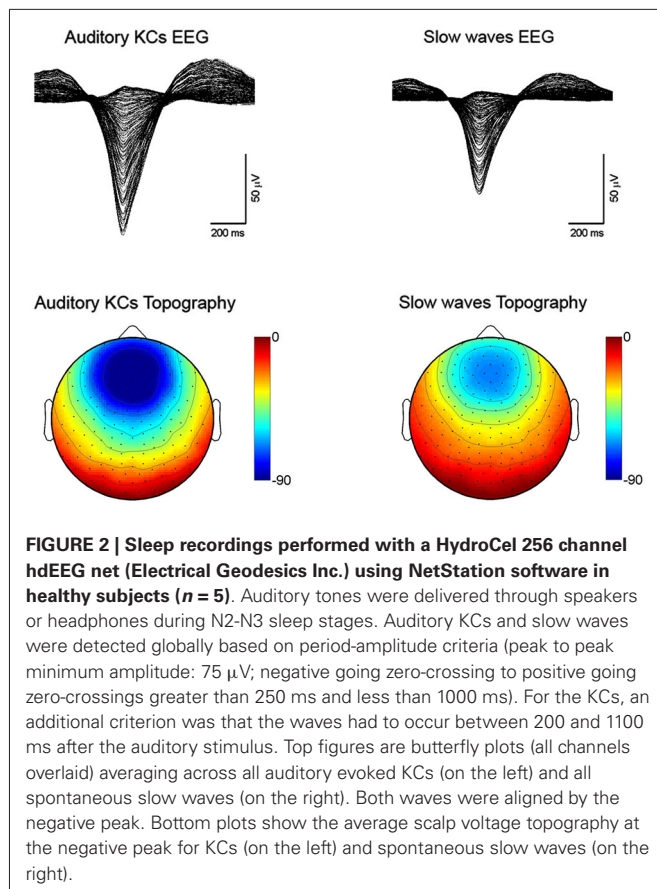 Auditory KCs EEG
Slow waves EEG
50 μV
200 ms
50 μV
200 ms
Auditory KCs Topography
Slow waves Topography
0
-90
0
-90
FIGURE 2 | Sleep recordings performed with a HydroCel 256 channel
hdEEG net (Electrical Geodesics Inc.) using NetStation software in
healthy subjects (n = 5). Auditory tones were delivered through speakers
or headphones during N2-N3 sleep stages. Auditory KCs and slow waves
were detected globally based on period-amplitude criteria (peak to peak
minimum amplitude: 75 μV; negative going zero-crossing to positive going
zero-crossings greater than 250 ms and less than 1000 ms). For the KCs, an
additional criterion was that the waves had to occur between 200 and 1100
ms after the auditory stimulus. Top figures are butterfly plots (all channels
overlaid) averaging across all auditory evoked KCs (on the left) and all
spontaneous slow waves (on the right). Both waves were aligned by the
negative peak. Bottom plots show the average scalp voltage topography at
the negative peak for KCs (on the left) and spontaneous slow waves (on the
right).